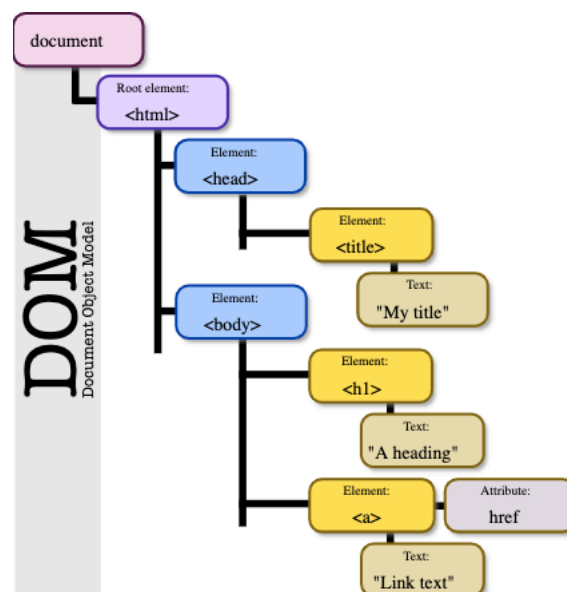 document
Root element:
<html>
Element:
<head>
Element:
<title>
Text:
"My title"
Element:
<body>
Element:
<h1>
Text:
"A heading"
Element:
<a>
Attribute:
href
Text:
"Link text"
DOM
Document Object Model